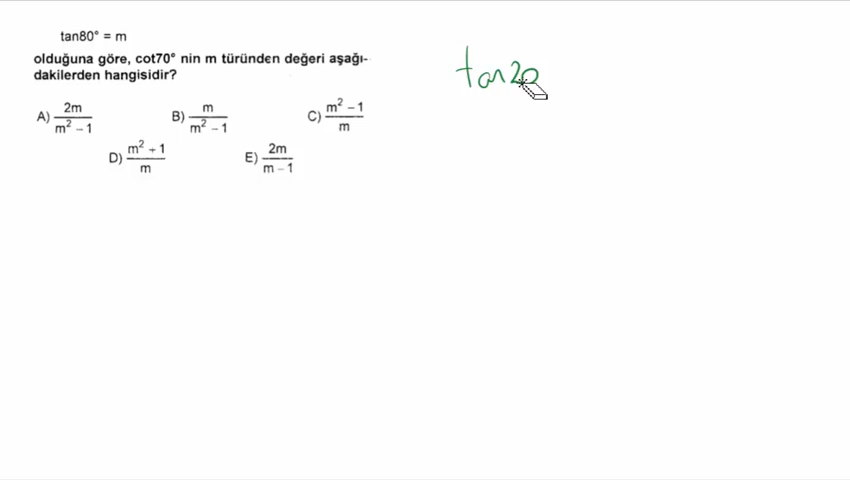 tan80° = m
olduğuna göre, cot70° nin m türünden değeri aşağı-
dakilerden hangisidir?
A) 2m / m² – 1 B) m / m² – 1 C) m² – 1 / m
D) m² + 1 / m E) 2m / m – 1
tan20